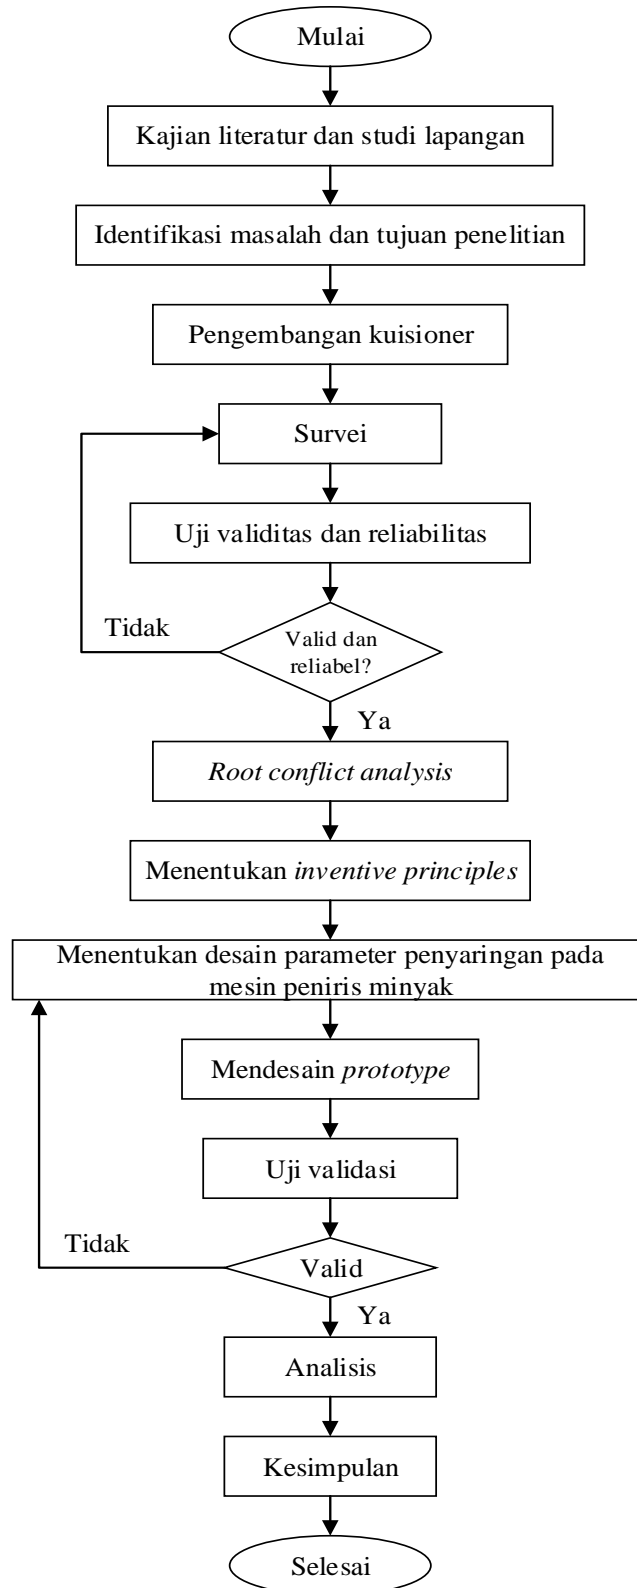 Mulai
Kajian literatur dan studi lapangan
Identifikasi masalah dan tujuan penelitian
Pengembangan kuisioner
Survei
Uji validitas dan reliabilitas
Tidak
Valid dan
reliabel?
Ya
Root conflict analysis
Menentukan inventive principles
Menentukan desain parameter penyaringan pada
mesin peniris minyak
Mendesain prototype
Uji validasi
Tidak
Valid
Ya
Analisis
Kesimpulan
Selesai